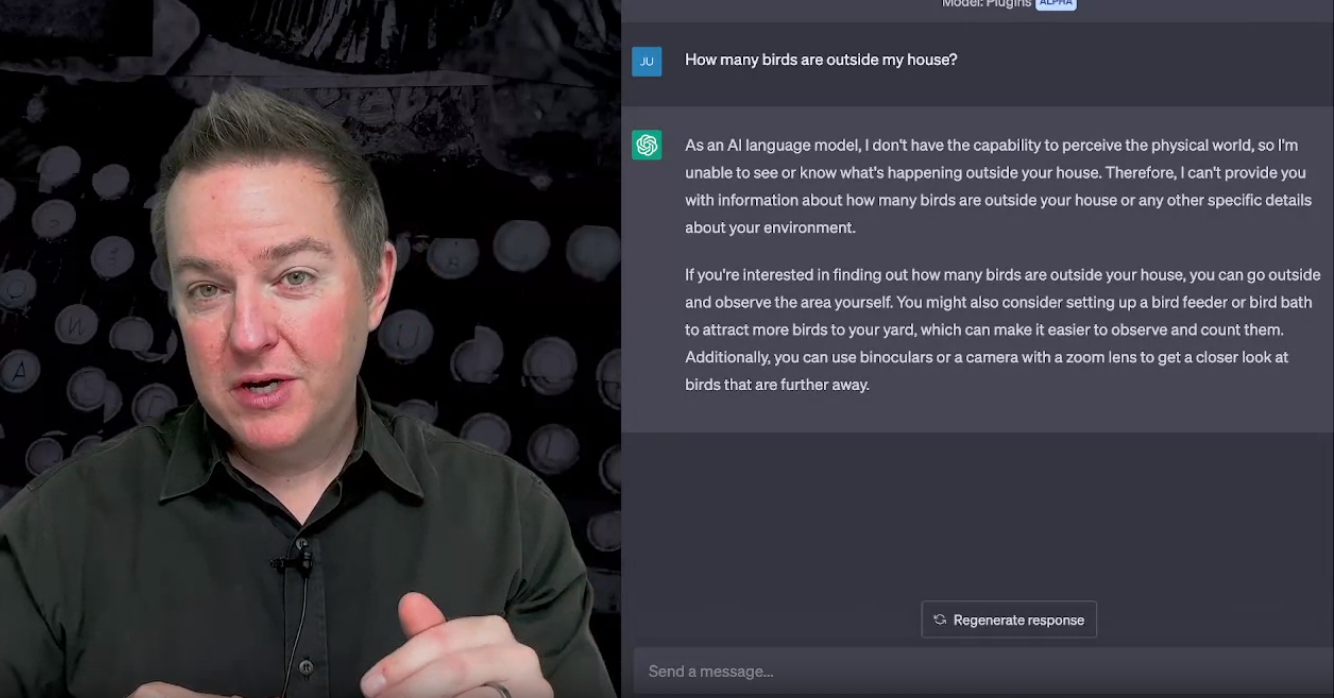 Model: Plugins ALPHA
JU
How many birds are outside my house?
As an AI language model, I don't have the capability to perceive the physical world, so I'm
unable to see or know what's happening outside your house. Therefore, I can't provide you
with information about how many birds are outside your house or any other specific details
about your environment.
If you're interested in finding out how many birds are outside your house, you can go outside
and observe the area yourself. You might also consider setting up a bird feeder or bird bath
to attract more birds to your yard, which can make it easier to observe and count them.
Additionally, you can use binoculars or a camera with a zoom lens to get a closer look at
birds that are further away.
Regenerate response
Send a message...
W
U
A
L